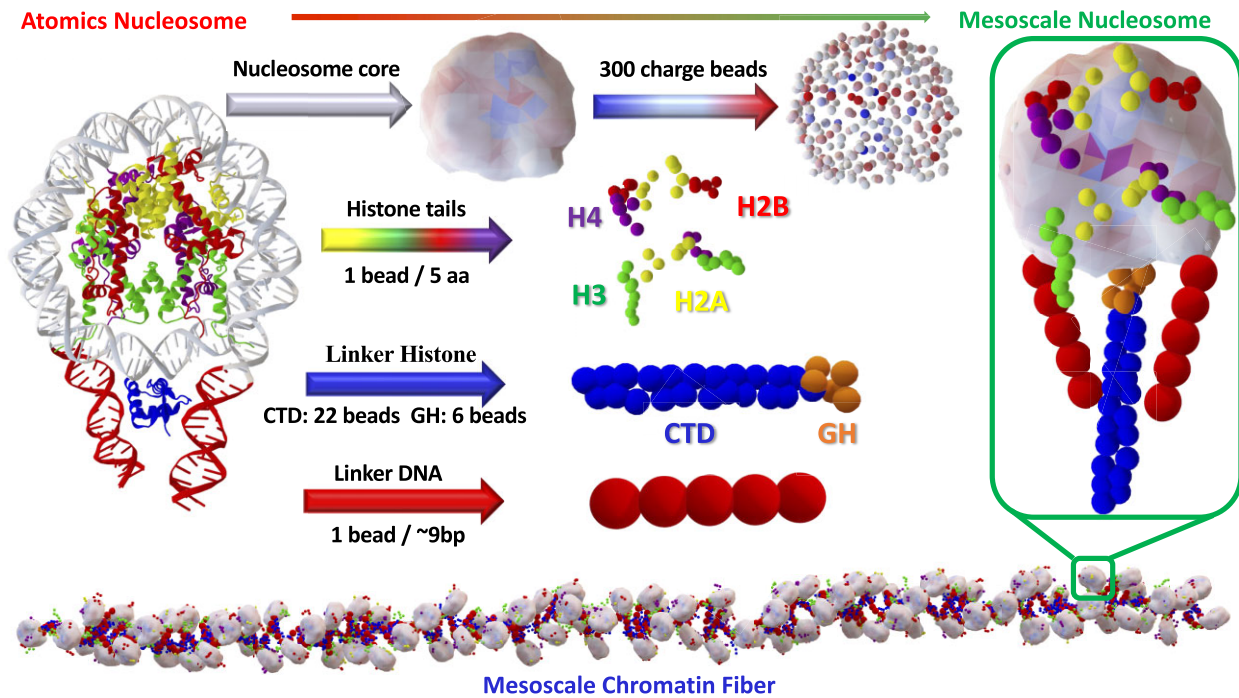 Atomics Nucleosome
Mesoscale Nucleosome
Nucleosome core
300 charge beads
Histone tails
1 bead / 5 aa
H4
H2B
H3
H2A
Linker Histone
CTD: 22 beads GH: 6 beads
CTD
GH
Linker DNA
1 bead / ~9bp
Mesoscale Chromatin Fiber